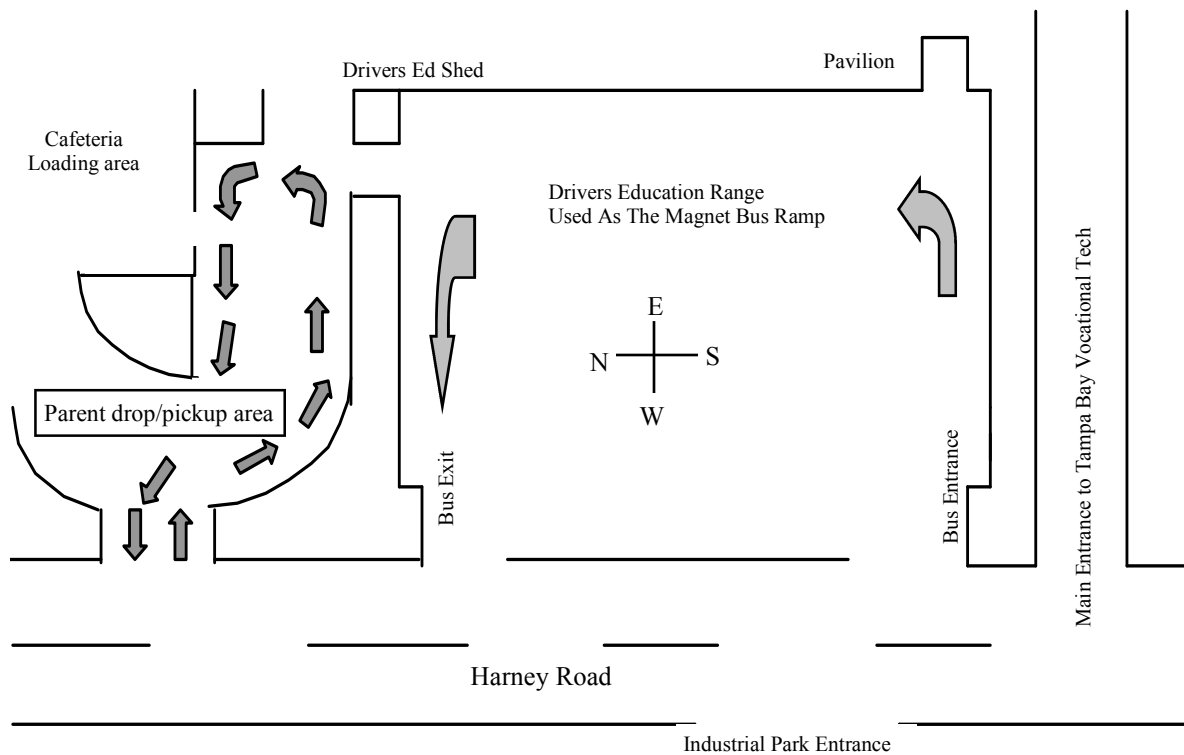 Drivers Ed Shed
Pavilion
Cafeteria
Loading area
Drivers Education Range
Used As The Magnet Bus Ramp
E
N
S
W
Parent drop/pickup area
Bus Exit
Bus Entrance
Main Entrance to Tampa Bay Vocational Tech
Harney Road
Industrial Park Entrance